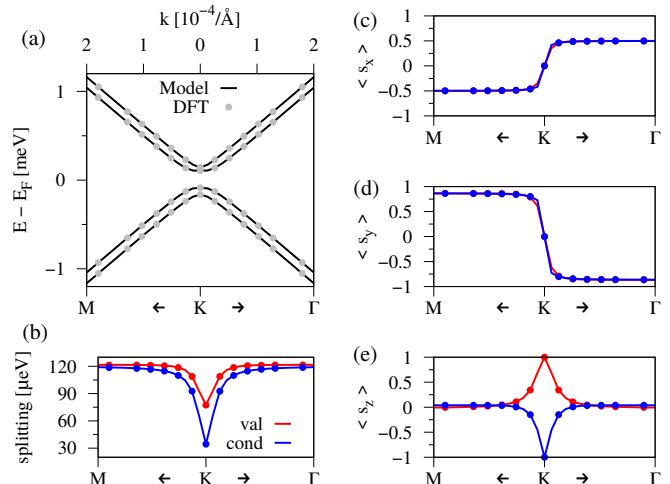 k [10⁻⁴/Å]
(a)
2 1 0 1 2
Model
DFT
E − E_F [meV]
1
0
−1
M ← K → Γ
(b)
splitting [μeV]
120
90
60
30
val
cond
M ← K → Γ
(c)
< s_x >
1
0.5
0
−0.5
−1
M ← K → Γ
(d)
< s_y >
1
0.5
0
−0.5
−1
M ← K → Γ
(e)
< s_z >
1
0.5
0
−0.5
−1
M ← K → Γ